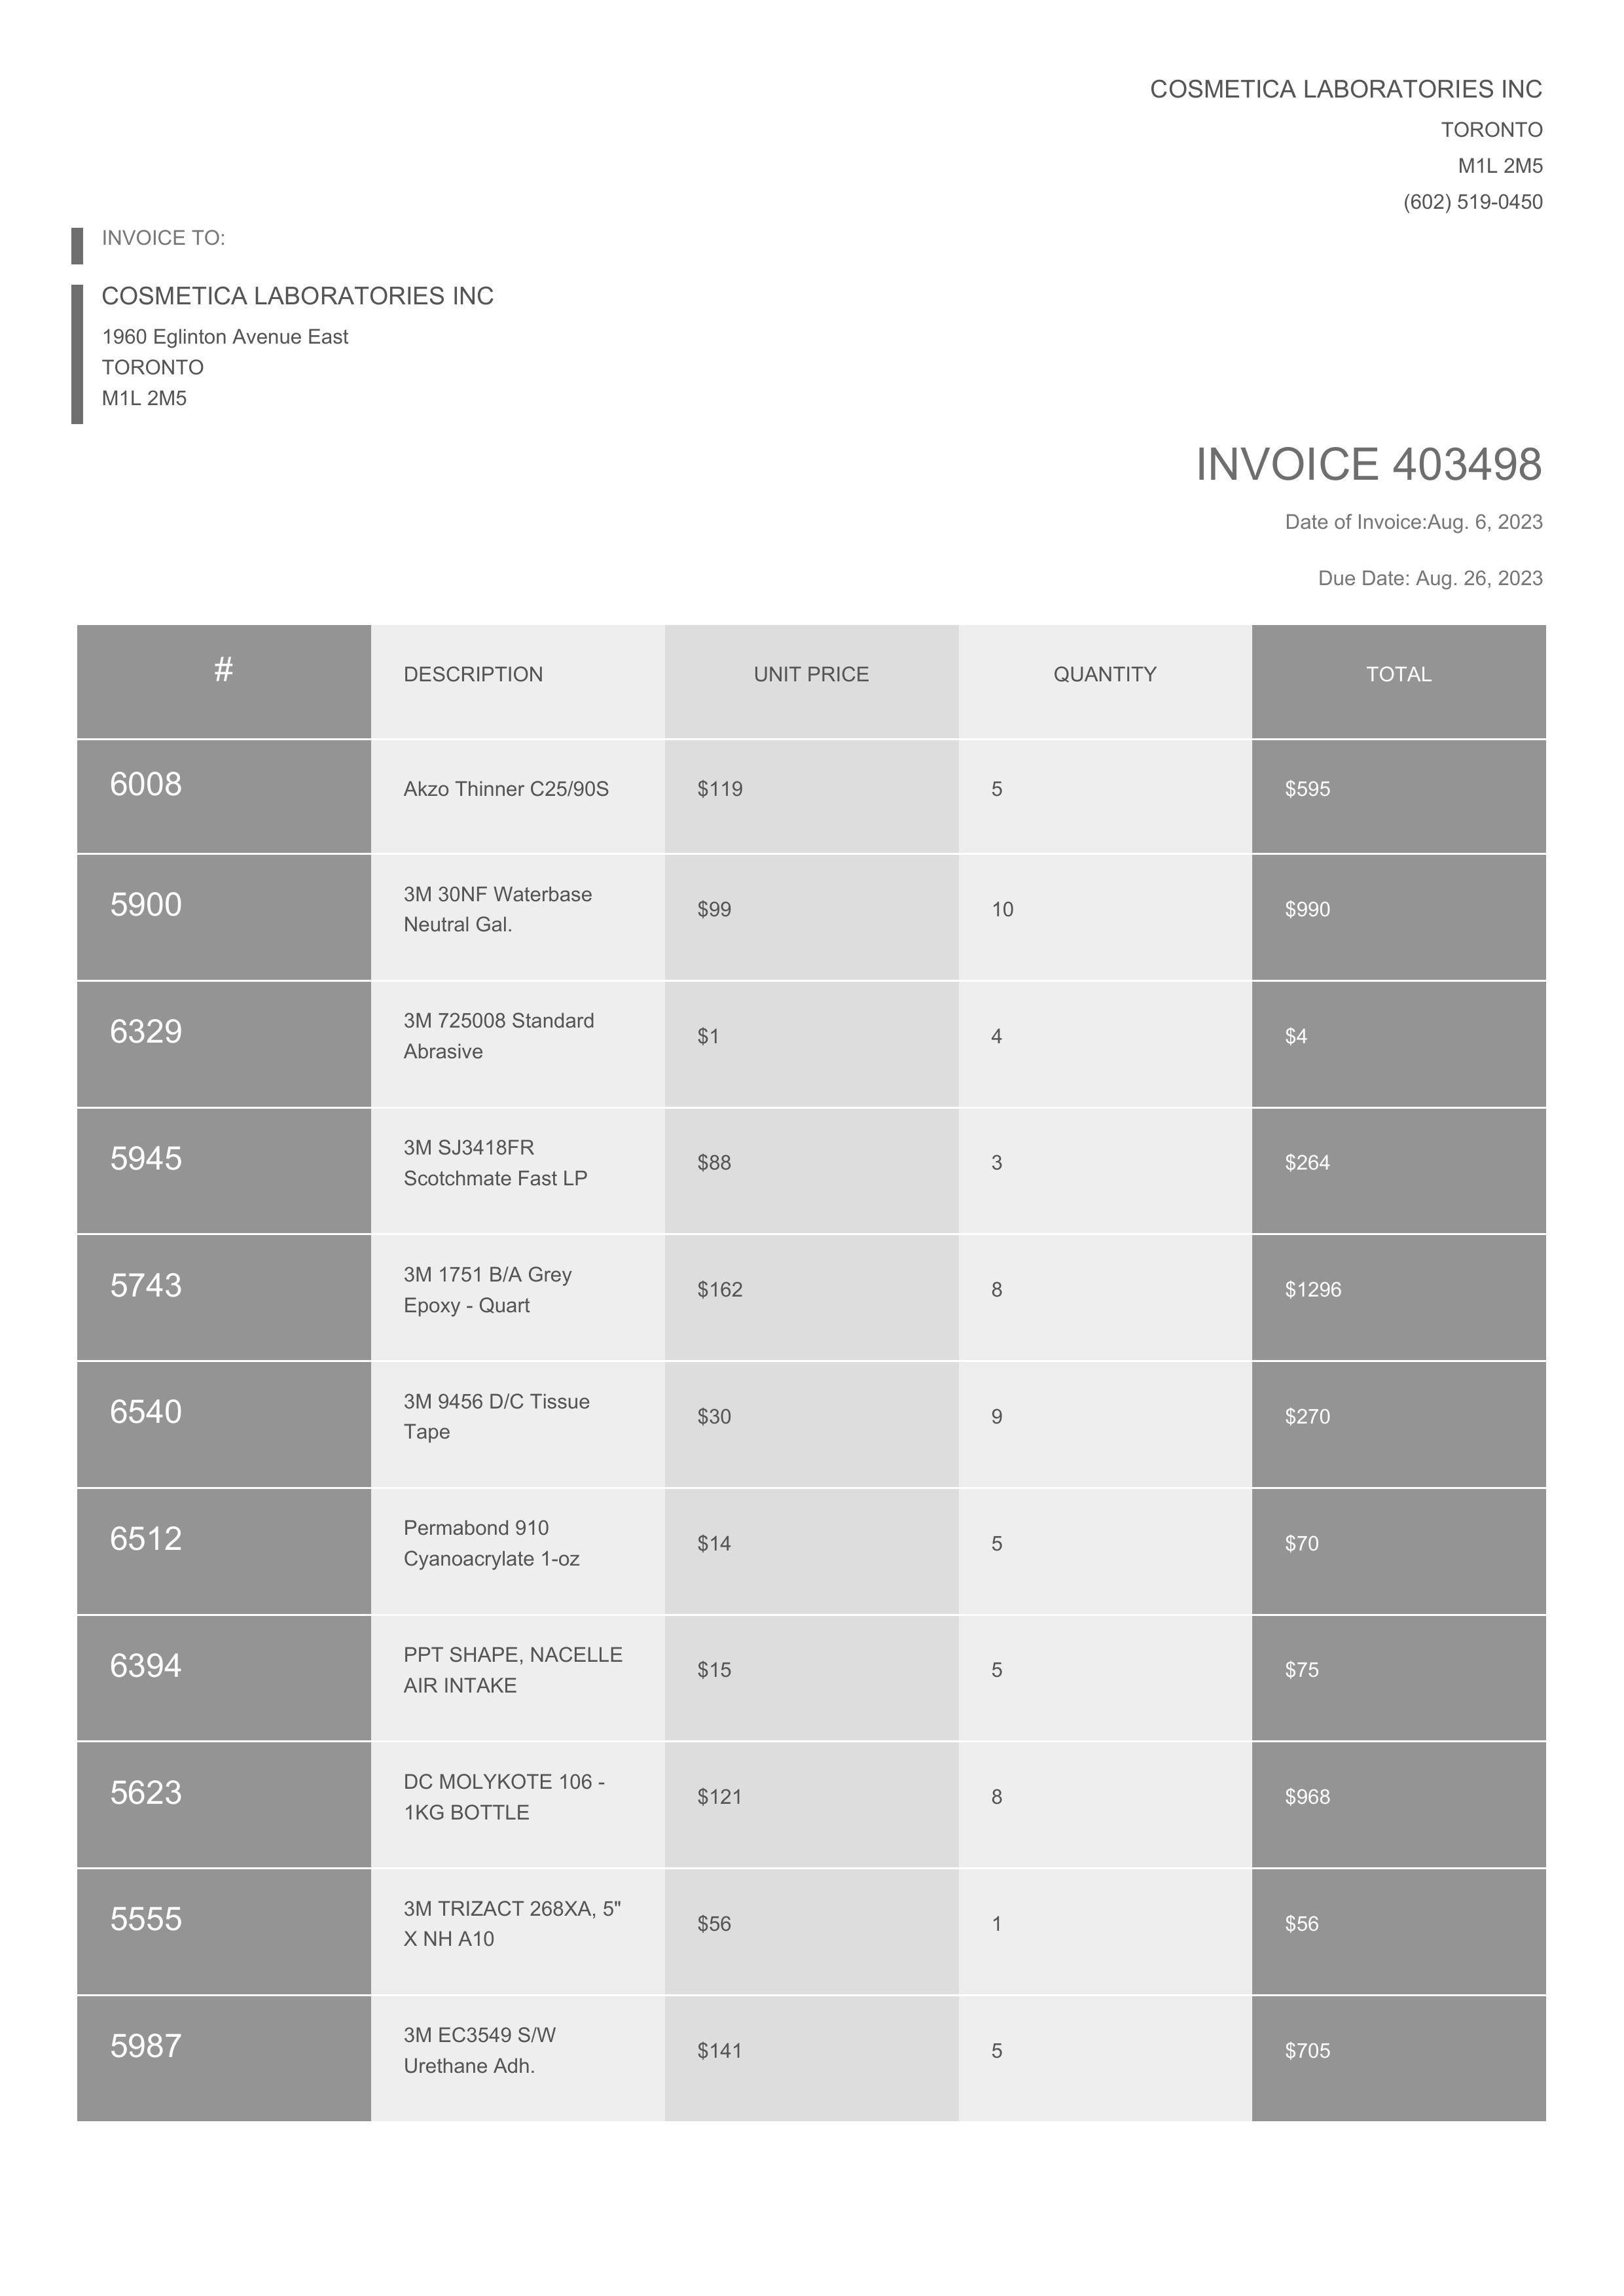 COSMETICA LABORATORIES INC
TORONTO
M1L 2M5
(602) 519-0450
INVOICE TO:
COSMETICA LABORATORIES INC
1960 Eglinton Avenue East
TORONTO
M1L 2M5
INVOICE 403498
Date of Invoice:Aug. 6, 2023
Due Date: Aug. 26, 2023
# DESCRIPTION UNIT PRICE QUANTITY TOTAL
6008 Akzo Thinner C25/90S $119 5 $595
5900 3M 30NF Waterbase
Neutral Gal. $99 10 $990
6329 3M 725008 Standard
Abrasive $1 4 $4
5945 3M SJ3418FR
Scotchmate Fast LP $88 3 $264
5743 3M 1751 B/A Grey
Epoxy - Quart $162 8 $1296
6540 3M 9456 D/C Tissue
Tape $30 9 $270
6512 Permabond 910
Cyanoacrylate 1-oz $14 5 $70
6394 PPT SHAPE, NACELLE
AIR INTAKE $15 5 $75
5623 DC MOLYKOTE 106 -
1KG BOTTLE $121 8 $968
5555 3M TRIZACT 268XA, 5"
X NH A10 $56 1 $56
5987 3M EC3549 S/W
Urethane Adh. $141 5 $705